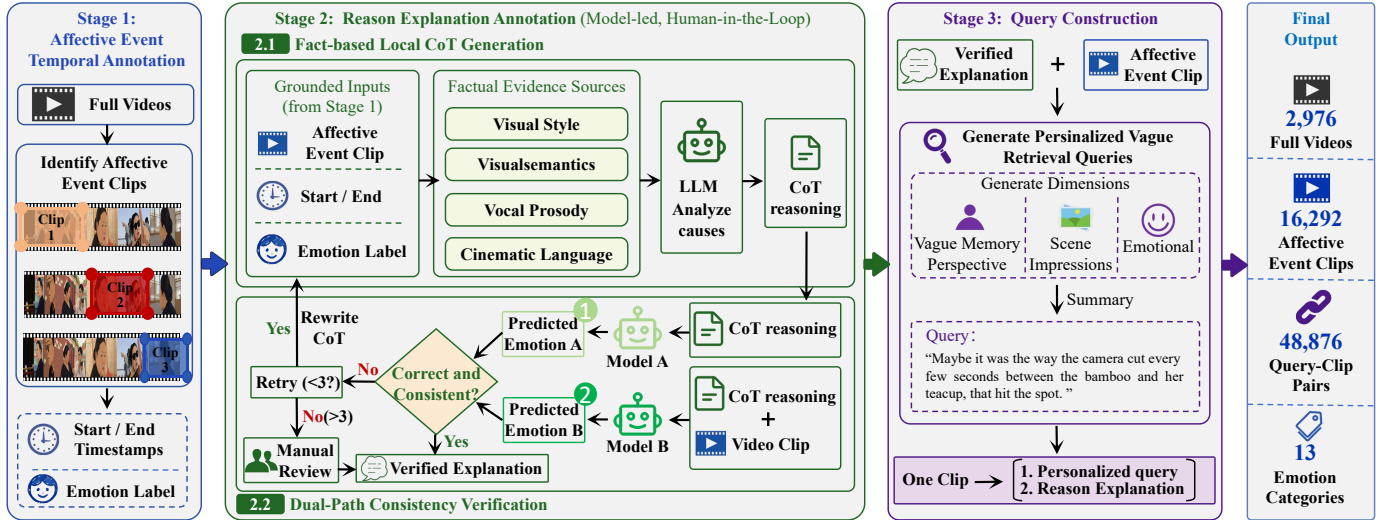 Stage 1:
Affective Event
Temporal Annotation
Full Videos
Identify Affective
Event Clips
Clip
1
Clip
2
Clip
3
Start / End
Timestamps
Emotion Label
Stage 2: Reason Explanation Annotation (Model-led, Human-in-the-Loop)
2.1 Fact-based Local CoT Generation
Grounded Inputs
(from Stage 1)
Affective
Event Clip
Start / End
Emotion Label
Factual Evidence Sources
Visual Style
Visualsemantics
Vocal Prosody
Cinematic Language
LLM
Analyze
causes
CoT
reasoning
Yes
Rewrite
CoT
Retry (<3?)
No
No(>3)
Manual
Review
Correct and
Consistent?
Yes
Verified Explanation
1
Predicted
Emotion A
Model A
CoT reasoning
2
Predicted
Emotion B
Model B
CoT reasoning
+
Video Clip
2.2 Dual-Path Consistency Verification
Stage 3: Query Construction
Verified
Explanation
+
Affective
Event Clip
Generate Persinalized Vague
Retrieval Queries
Generate Dimensions
Vague Memory
Perspective
Scene
Impressions
Emotional
Summary
Query:
“Maybe it was the way the camera cut every
few seconds between the bamboo and her
teacup, that hit the spot. ”
One Clip
1. Personalized query
2. Reason Explanation
Final
Output
2,976
Full Videos
16,292
Affective
Event Clips
48,876
Query-Clip
Pairs
13
Emotion
Categories